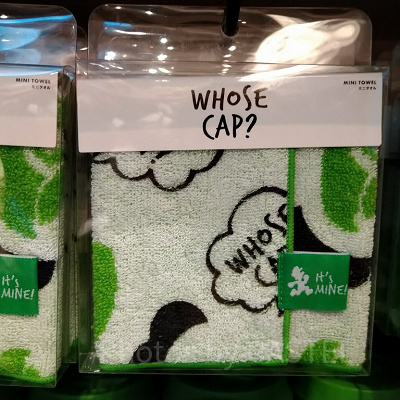 MINI TOWEL
ミニタオル
It's
MINE!
WHOSE
CAP?
MINI TOWEL
ミニタオル
WHOSE
CAP
It's
MINE!